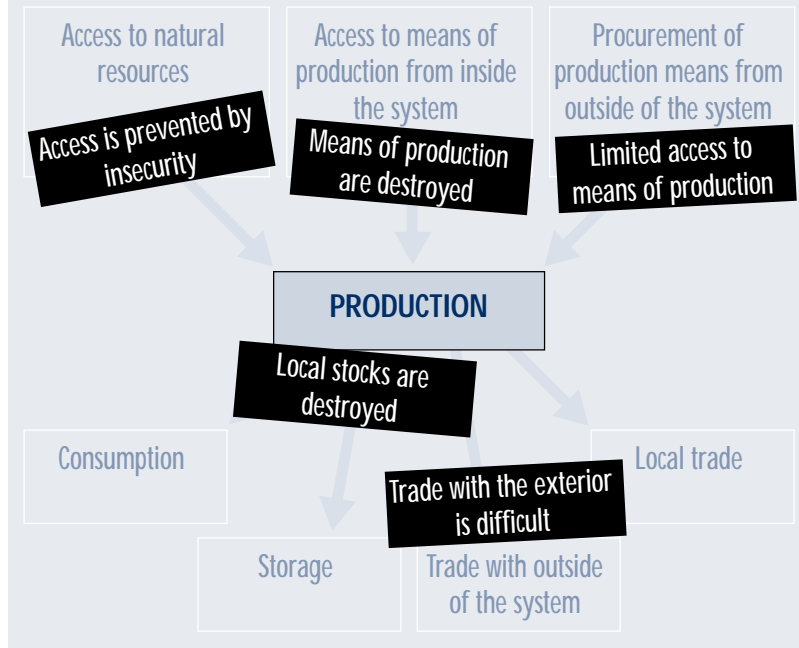 Access to natural
resources
Access is prevented by
insecurity
Access to means of
production from inside
the system
Means of production
are destroyed
Procurement of
production means from
outside of the system
Limited access to
means of production
PRODUCTION
Local stocks are
destroyed
Consumption
Local trade
Trade with the exterior
is difficult
Storage
Trade with outside
of the system